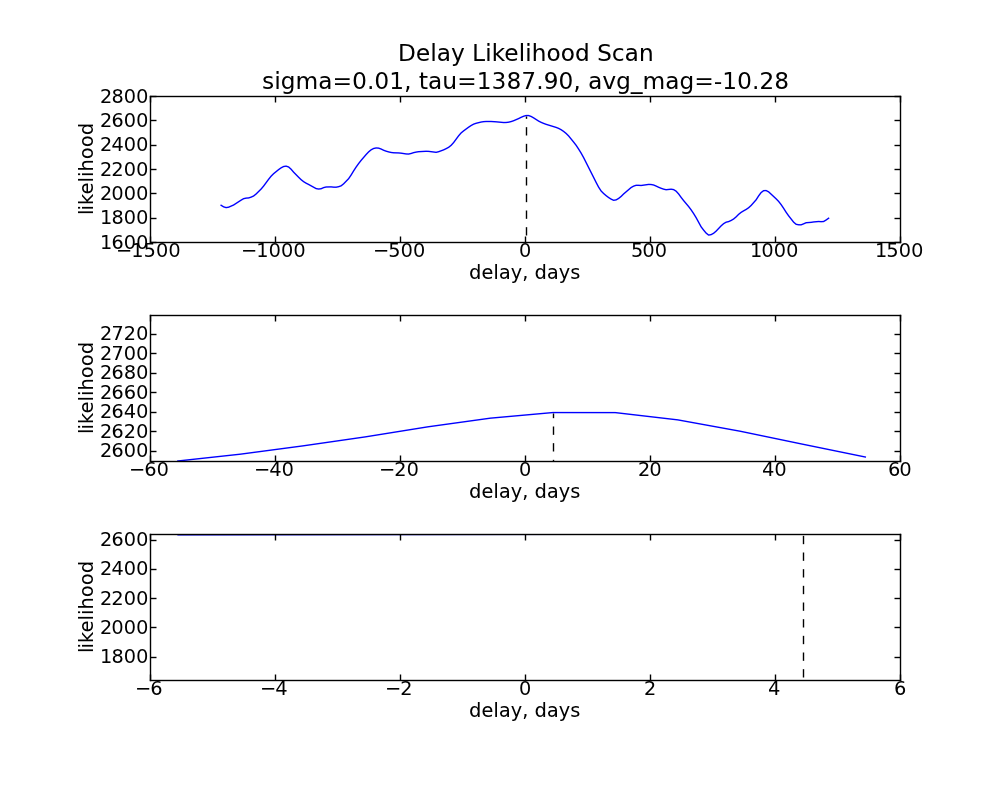 Delay Likelihood Scan
sigma=0.01, tau=1387.90, avg_mag=-10.28
likelihood
2800
2600
2400
2200
2000
1800
1600
−1500 −1000 −500 0 500 1000 1500
delay, days
likelihood
2720
2700
2680
2660
2640
2620
2600
−60 −40 −20 0 20 40 60
delay, days
likelihood
2600
2400
2200
2000
1800
−6 −4 −2 0 2 4 6
delay, days